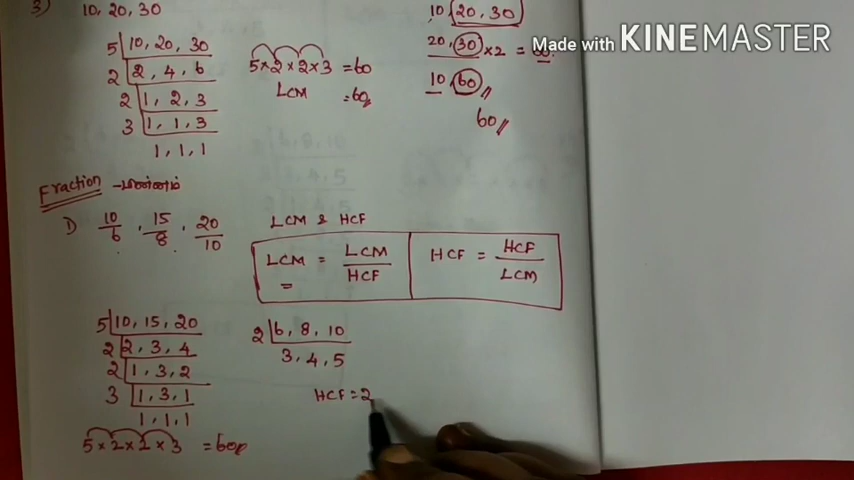 3) 10, 20, 30
5 | 10, 20, 30
2 | 2, 4, 6
2 | 1, 2, 3
3 | 1, 1, 3
1, 1, 1
5×2×2×3 = 60
LCM = 60
10, 20, 30
20, 30 ×2 = 60.
10, 60
60
Made with KINEMASTER
Fraction - பின்னம்
1) 10/6, 15/8, 20/10
LCM & HCF
LCM = LCM/HCF
HCF = HCF/LCM
5 | 10, 15, 20
2 | 2, 3, 4
2 | 1, 3, 2
3 | 1, 3, 1
1, 1, 1
5×2×2×3 = 60
2 | 6, 8, 10
3, 4, 5
HCF = 2